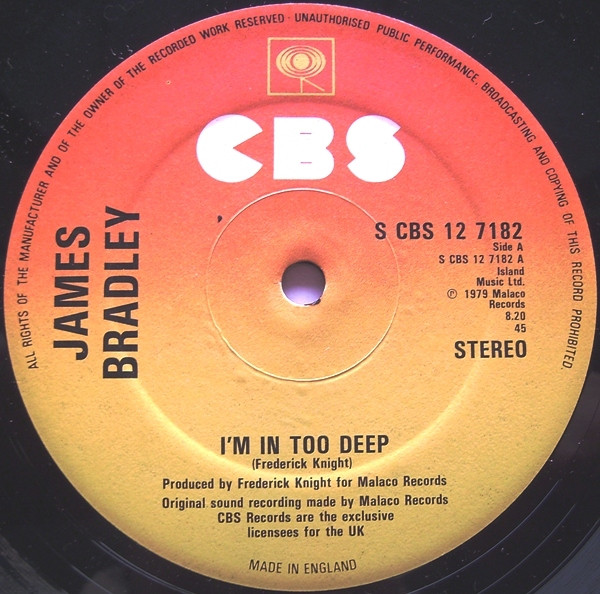 ALL RIGHTS OF THE MANUFACTURER AND OF THE OWNER OF THE RECORDED WORK RESERVED · UNAUTHORISED PUBLIC PERFORMANCE, BROADCASTING AND COPYING OF THIS RECORD PROHIBITED.
CBS
JAMES
BRADLEY
S CBS 12 7182
Side A
S CBS 12 7182 A
Island
Music Ltd.
℗ 1979 Malaco
Records
8.20
45
STEREO
I'M IN TOO DEEP
(Frederick Knight)
Produced by Frederick Knight for Malaco Records
Original sound recording made by Malaco Records
CBS Records are the exclusive
licensees for the UK
MADE IN ENGLAND